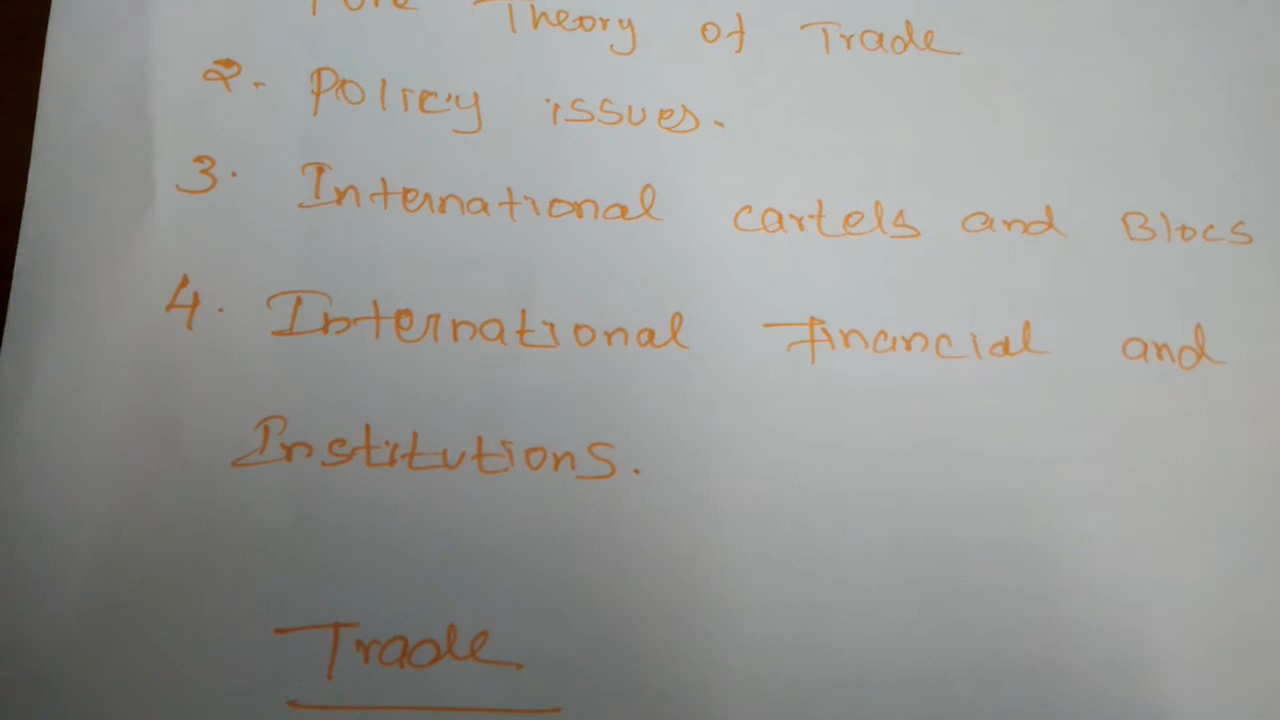 Theory of Trade
2. Policy issues.
3. International cartels and Blocs
4. International Financial and
Institutions.
Trade